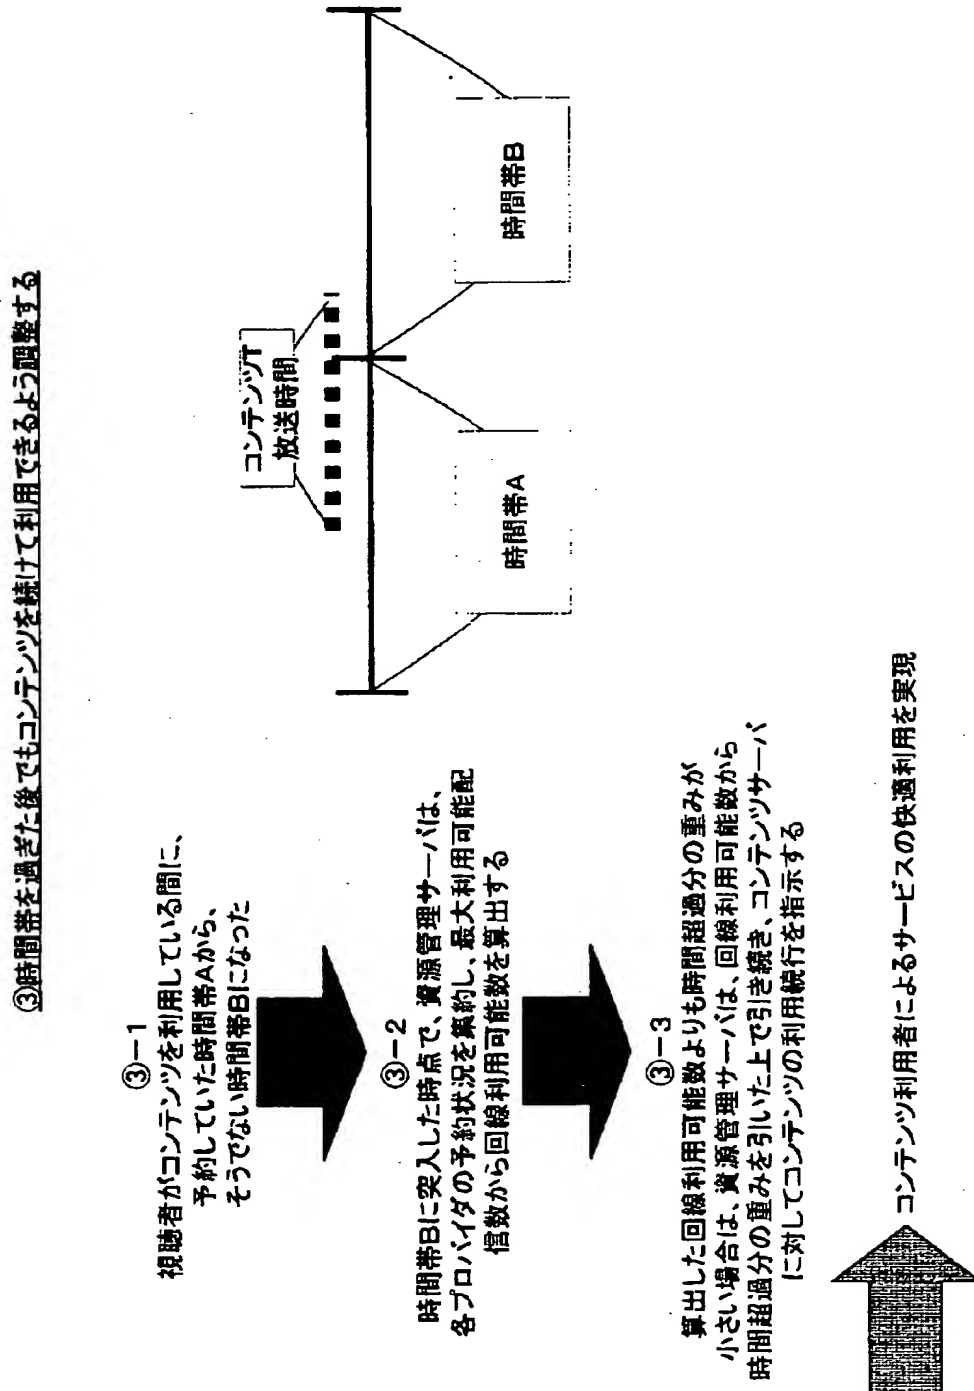 ③時間帯を過ぎた後でもコンテンツを続けて利用できるよう調整する
③−1
視聴者がコンテンツを利用している間に、
予約していた時間帯Aから、
そうでない時間帯Bになった
③−2
時間帯Bに突入した時点で、資源管理サーバは、
各プロバイダの予約状況を集約し、最大利用可能配
信数から回線利用可能数を算出する
③−3
算出した回線利用可能数よりも時間超過分の重みが
小さい場合は、資源管理サーバは、回線利用可能数から
時間超過分の重みを引いた上で引き続き、コンテンツサーバ
に対してコンテンツの利用続行を指示する
コンテンツ利用者によるサービスの快適利用を実現
コンテンツT
放送時間
時間帯A
時間帯B